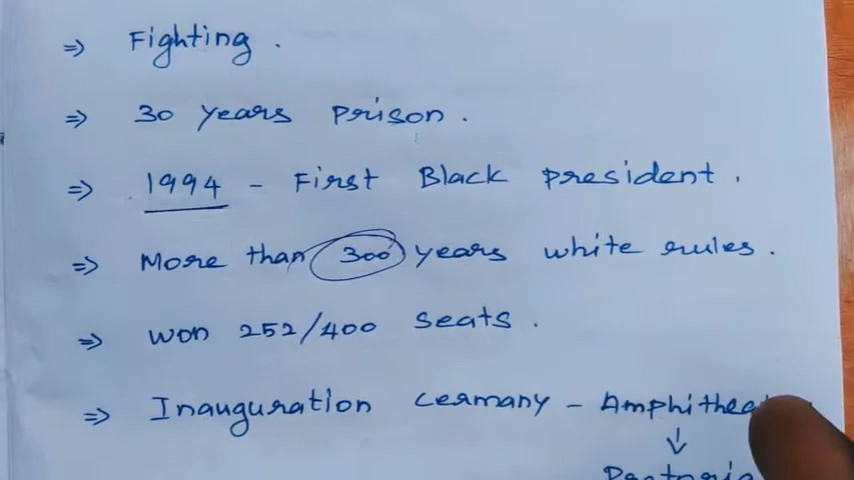 ⇒ Fighting.
⇒ 30 years prison.
⇒ 1994 - First Black president.
⇒ More than 300 years white rules.
⇒ won 252/400 seats.
⇒ Inauguration cermany - Amphithea
↓